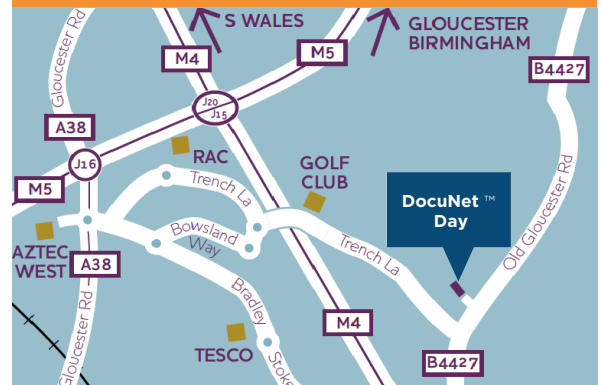 S WALES
GLOUCESTER
BIRMINGHAM
Gloucester Rd
M4
M5
B4427
J20
J15
A38
J16
RAC
GOLF
CLUB
Trench La
M5
DocuNet ™
Day
Old Gloucester Rd
Bowsland
Way
AZTEC
WEST
A38
Trench La
Gloucester Rd
Bradley
Stoke
M4
TESCO
B4427